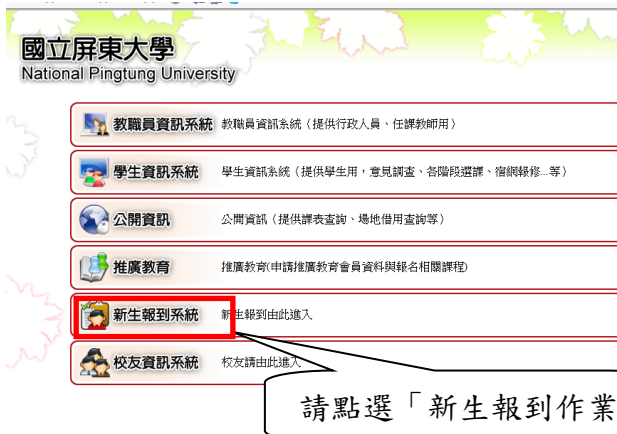 國立屏東大學
National Pingtung University
教職員資訊系統 教職員資訊系統（提供行政人員、任課教師用）
學生資訊系統 學生資訊系統（提供學生用，意見調查、各階段選課、宿網報修...等）
公開資訊 公開資訊（提供課表查詢、場地借用查詢等）
推廣教育 推廣教育(申請推廣教育會員資料與報名相關課程)
新生報到系統 新生報到由此進入
校友資訊系統 校友請由此進入
請點選「新生報到作業